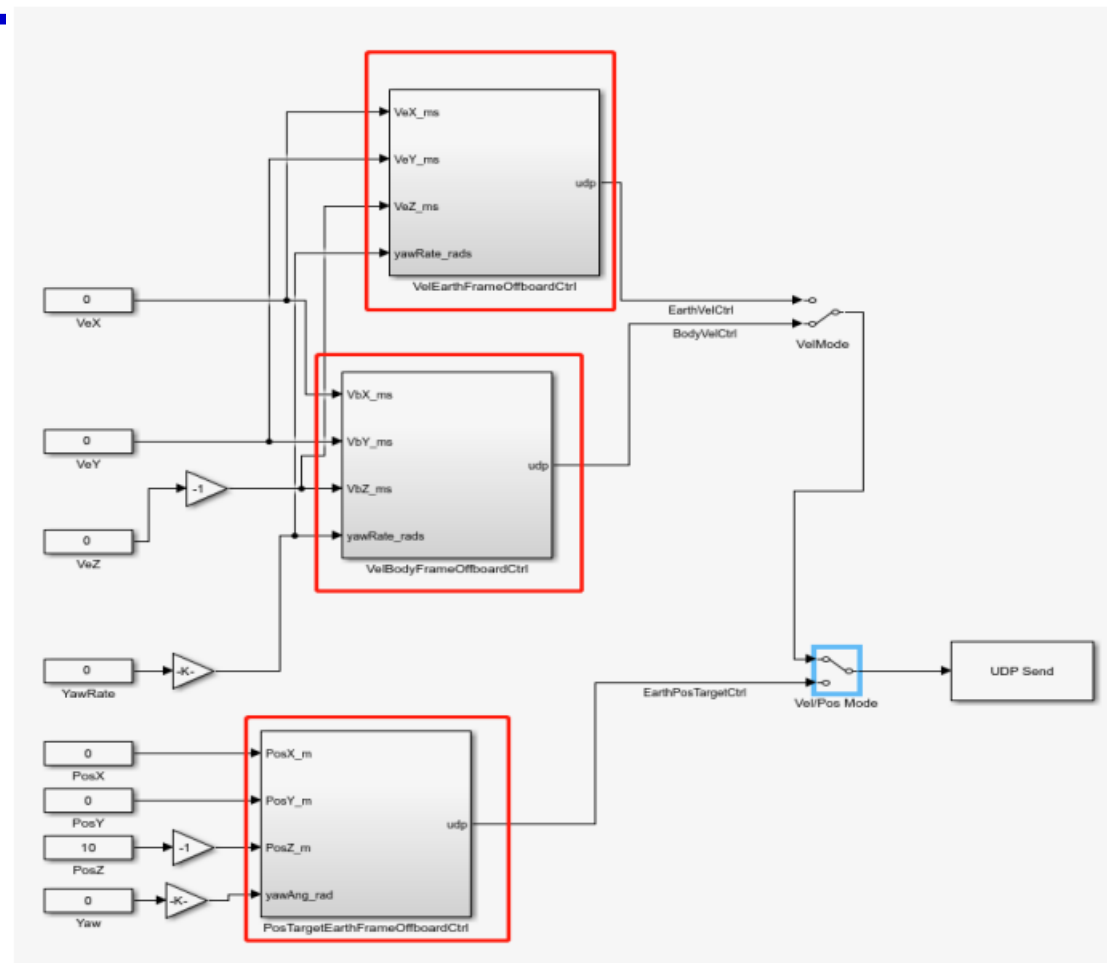 VeX_ms
VeY_ms
VeZ_ms
yawRate_rads
udp
VelEarthFrameOffboardCtrl
0
VeX
EarthVelCtrl
BodyVelCtrl
VelMode
VbX_ms
VbY_ms
VbZ_ms
yawRate_rads
udp
VelBodyFrameOffboardCtrl
0
VeY
-1
0
VeZ
0
YawRate
-K-
EarthPosTargetCtrl
Vel/Pos Mode
UDP Send
0
PosX
0
PosY
10
PosZ
-1
0
Yaw
-K-
PosX_m
PosY_m
PosZ_m
yawAng_rad
udp
PosTargetEarthFrameOffboardCtrl